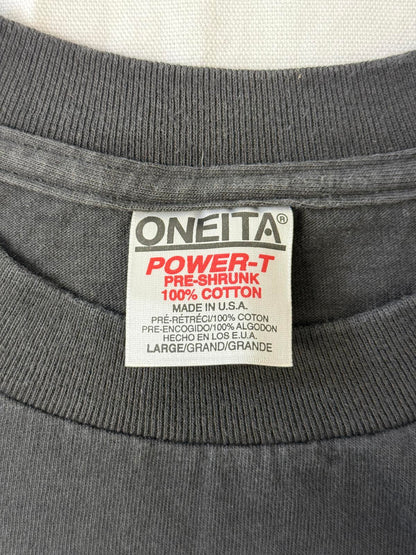 ONEITA®
POWER-T
PRE-SHRUNK
100% COTTON
MADE IN U.S.A.
PRÉ-RÉTRÉCI/100% COTON
PRE-ENCOGIDO/100% ALGODON
HECHO EN LOS E.U.A.
LARGE/GRAND/GRANDE